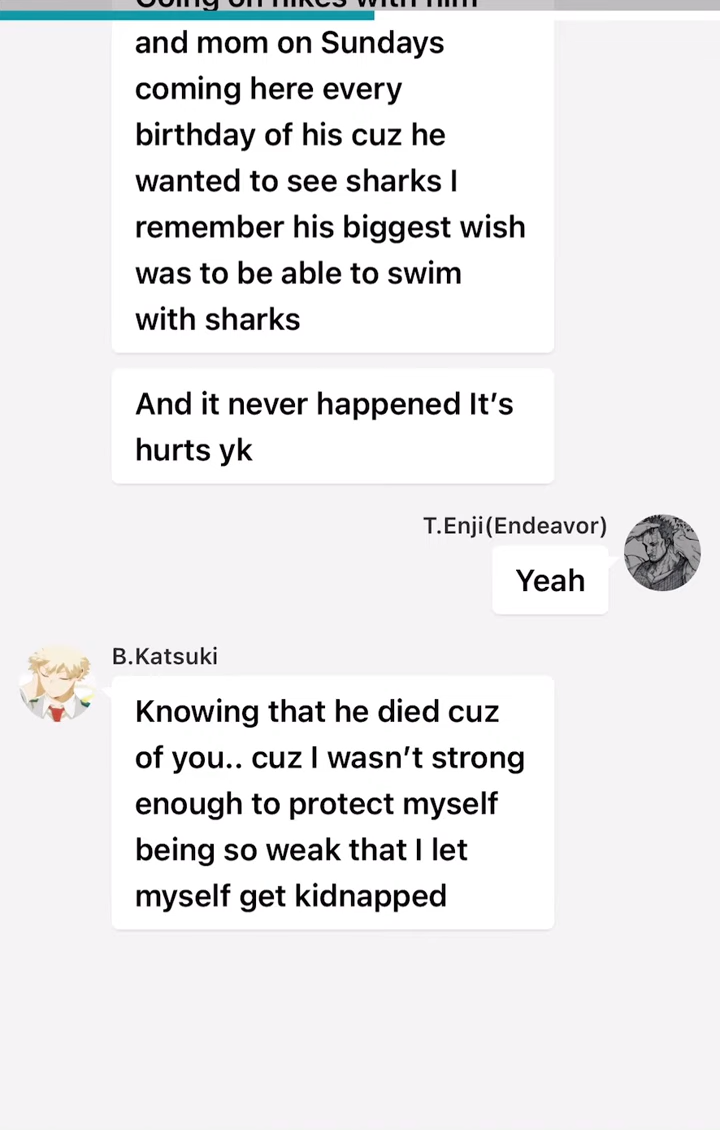 Going on hikes with him
and mom on Sundays
coming here every
birthday of his cuz he
wanted to see sharks I
remember his biggest wish
was to be able to swim
with sharks
And it never happened It's
hurts yk
T.Enji(Endeavor)
Yeah
B.Katsuki
Knowing that he died cuz
of you.. cuz I wasn't strong
enough to protect myself
being so weak that I let
myself get kidnapped